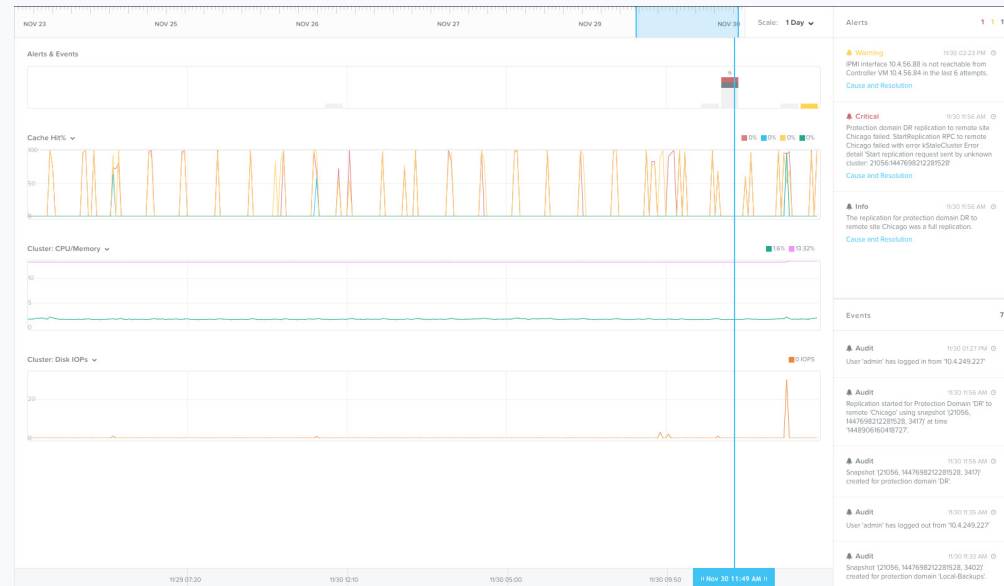 NOV 23
NOV 25
NOV 26
NOV 27
NOV 29
NOV 30
Scale: 1 Day
Alerts & Events
6
Cache Hit%
0% 0% 0% 0%
100
50
0
Cluster: CPU/Memory
1.6% 13.32%
10
5
0
Cluster: Disk IOPs
0 IOPS
20
0
11/29 07:20
11/30 12:10
11/30 05:00
11/30 09:50
Nov 30 11:49 AM
Alerts 1 1 1
Warning 11/30 03:23 PM
IPMI interface 10.4.56.88 is not reachable from
Controller VM 10.4.56.84 in the last 6 attempts.
Cause and Resolution
Critical 11/30 11:56 AM
Protection domain DR replication to remote site
Chicago failed. StartReplication RPC to remote
Chicago failed with error kStaleCluster Error
detail 'Start replication request sent by unknown
cluster: 21056:1447698212281528'
Cause and Resolution
Info 11/30 11:56 AM
The replication for protection domain DR to
remote site Chicago was a full replication.
Cause and Resolution
Events 7
Audit 11/30 01:27 PM
User 'admin' has logged in from '10.4.249.227'
Audit 11/30 11:56 AM
Replication started for Protection Domain 'DR' to
remote 'Chicago' using snapshot '(21056,
1447698212281528, 3417)' at time
'1448906160418727'.
Audit 11/30 11:56 AM
Snapshot '(21056, 1447698212281528, 3417)'
created for protection domain 'DR'.
Audit 11/30 11:35 AM
User 'admin' has logged out from '10.4.249.227'
Audit 11/30 11:33 AM
Snapshot '(21056, 1447698212281528, 3402)'
created for protection domain 'Local-Backups'